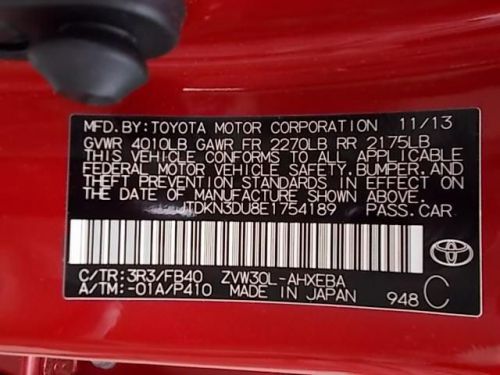 MFD.BY:TOYOTA MOTOR CORPORATION 11/13
GVWR 4010LB GAWR FR 2270LB RR 2175LB
THIS VEHICLE CONFORMS TO ALL APPLICABLE
FEDERAL MOTOR VEHICLE SAFETY.BUMPER.AND
THEFT PREVENTION STANDARDS IN EFFECT ON
THE DATE OF MANUFACTURE SHOWN ABOVE.
JTDKN3DU8E1754189 PASS.CAR
C/TR:3R3/FB40 ZVW30L-AHXEBA
A/TM:-01A/P410 MADE IN JAPAN
948 C
TOYOTA